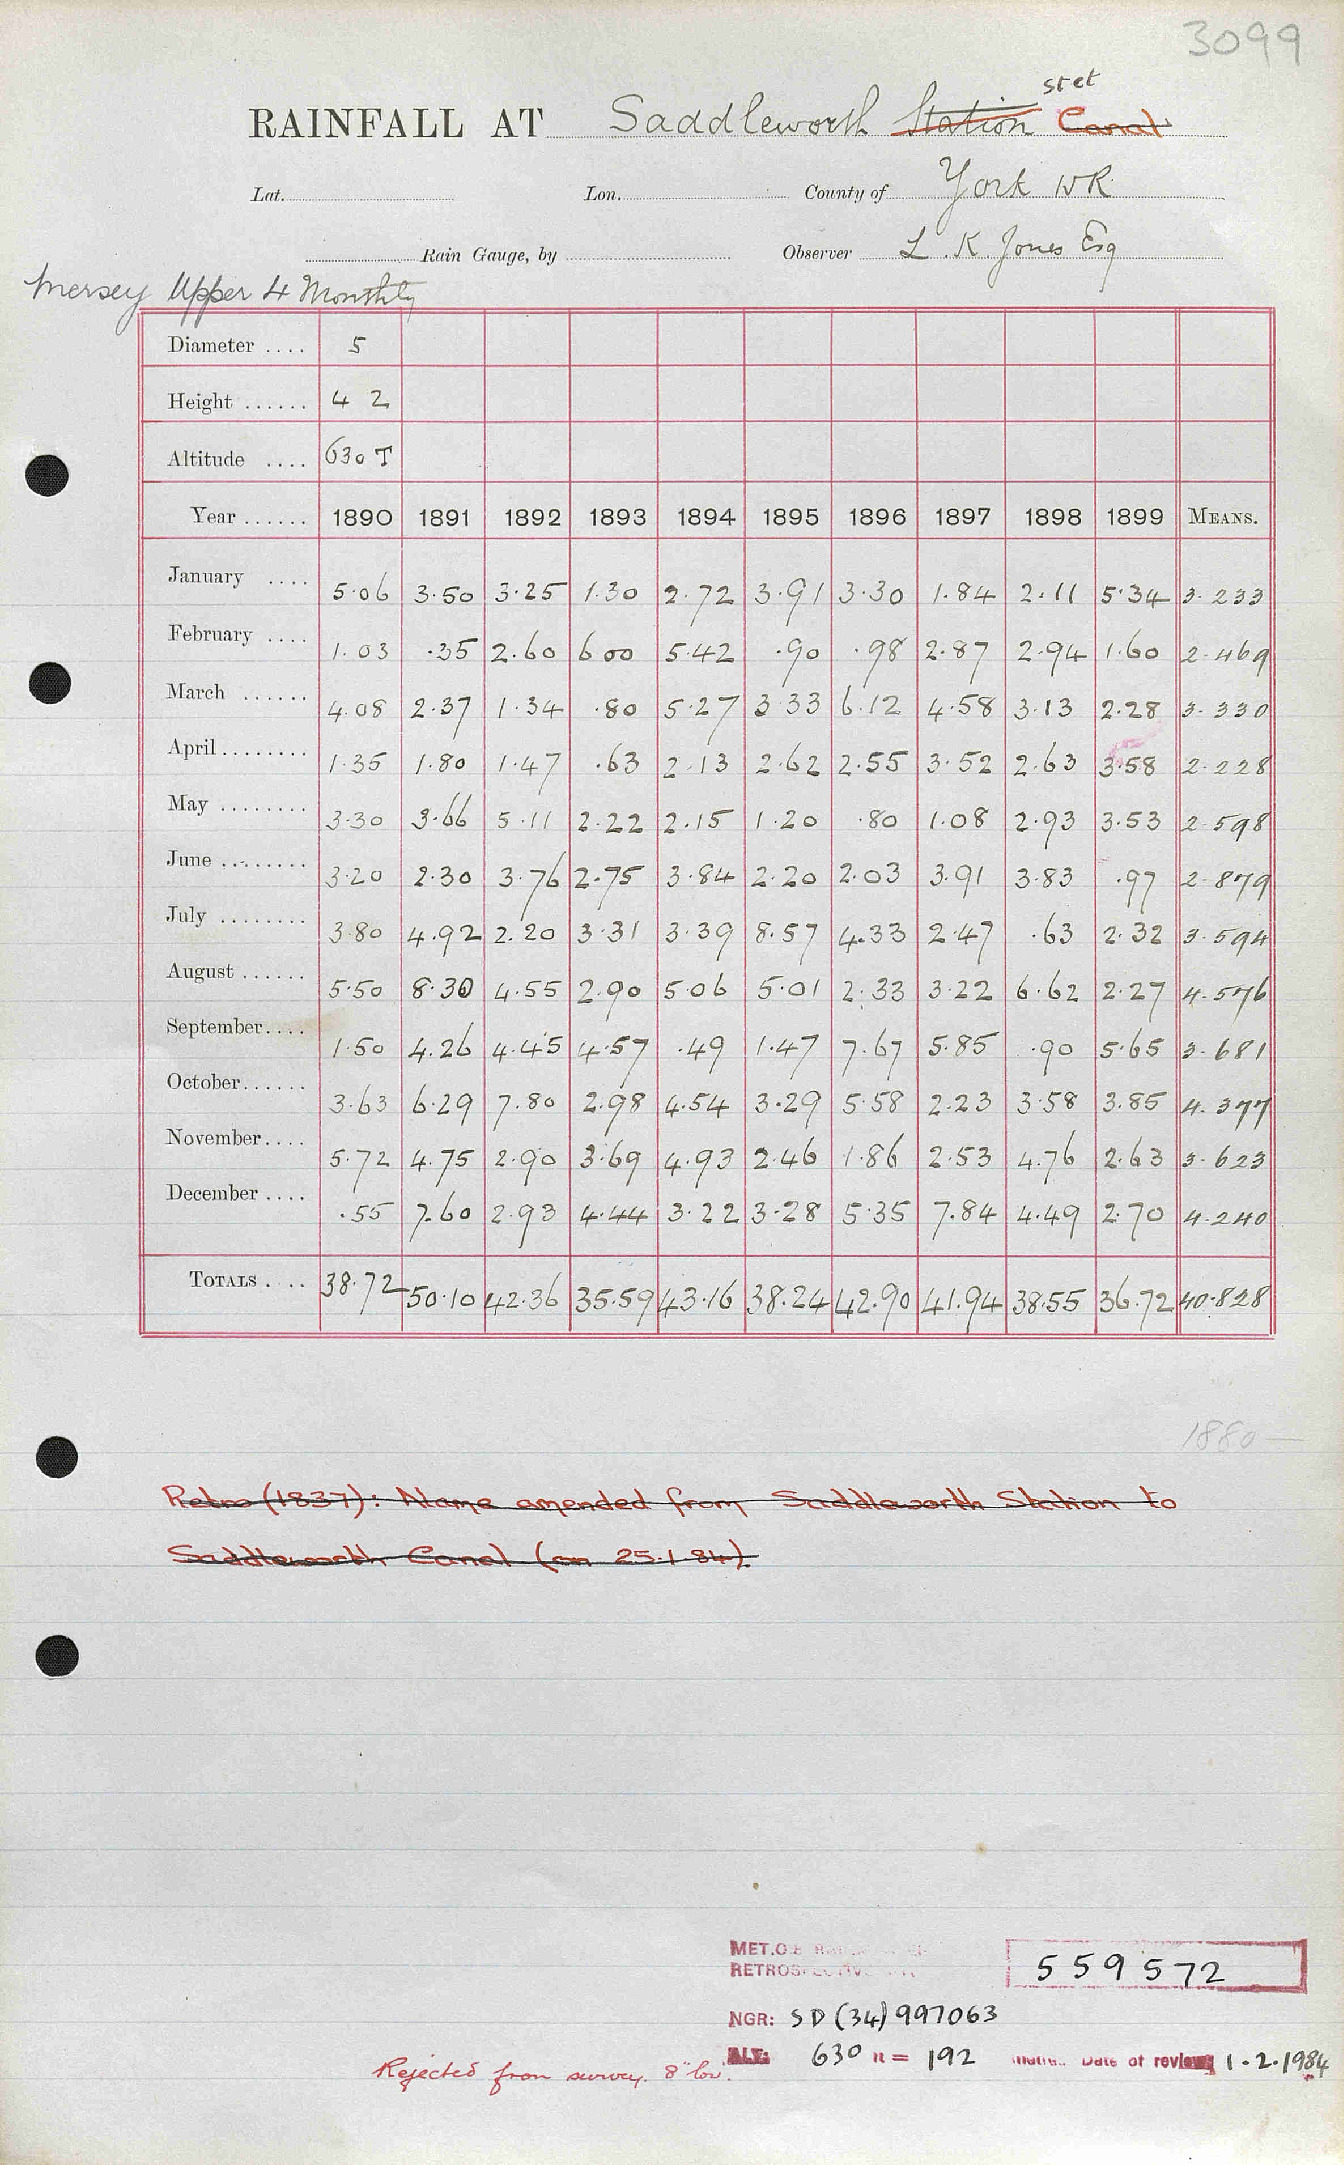 3099
stet
RAINFALL AT Saddleworth Station Canal
Lat. Lon. County of York WR
Rain Gauge, by Observer L. K. Jones Esq
Mersey Upper 4 Monthly
Diameter .... 5
Height ...... 4 2
Altitude .... 630 T
Year ...... 1890 1891 1892 1893 1894 1895 1896 1897 1898 1899 MEANS.
January .... 5.06 3.50 3.25 1.30 2.72 3.91 3.30 1.84 2.11 5.34 3.233
February .... 1.03 .35 2.60 6 00 5.42 .90 .98 2.87 2.94 1.60 2.469
March ...... 4.08 2.37 1.34 .80 5.27 3.33 6.12 4.58 3.13 2.28 3.330
April ........ 1.35 1.80 1.47 .63 2.13 2.62 2.55 3.52 2.63 3.58 2.228
May ........ 3.30 3.66 5.11 2.22 2.15 1.20 .80 1.08 2.93 3.53 2.598
June ........ 3.20 2.30 3.76 2.75 3.84 2.20 2.03 3.91 3.83 .97 2.879
July ........ 3.80 4.92 2.20 3.31 3.39 8.57 4.33 2.47 .63 2.32 3.594
August ...... 5.50 8.30 4.55 2.90 5.06 5.01 2.33 3.22 6.62 2.27 4.576
September.... 1.50 4.26 4.45 4.57 .49 1.47 7.67 5.85 .90 5.65 3.681
October...... 3.63 6.29 7.80 2.98 4.54 3.29 5.58 2.23 3.58 3.85 4.377
November.... 5.72 4.75 2.90 3.69 4.93 2.46 1.86 2.53 4.76 2.63 3.623
December .... .55 7.60 2.93 4.44 3.22 3.28 5.35 7.84 4.49 2.70 4.240
TOTALS .... 38.72 50.10 42.36 35.59 43.16 38.24 42.90 41.94 38.55 36.72 40.828
1880 —
Retro (1837): Name amended from Saddleworth Station to
Saddleworth Canal (on 25.1.84).
MET.O.8
RETROSPECTIVE
559572
NGR: SD (34) 997063
ALT: 630 ft = 192 Date of review 1.2.1984
Rejected from survey. 8" low.